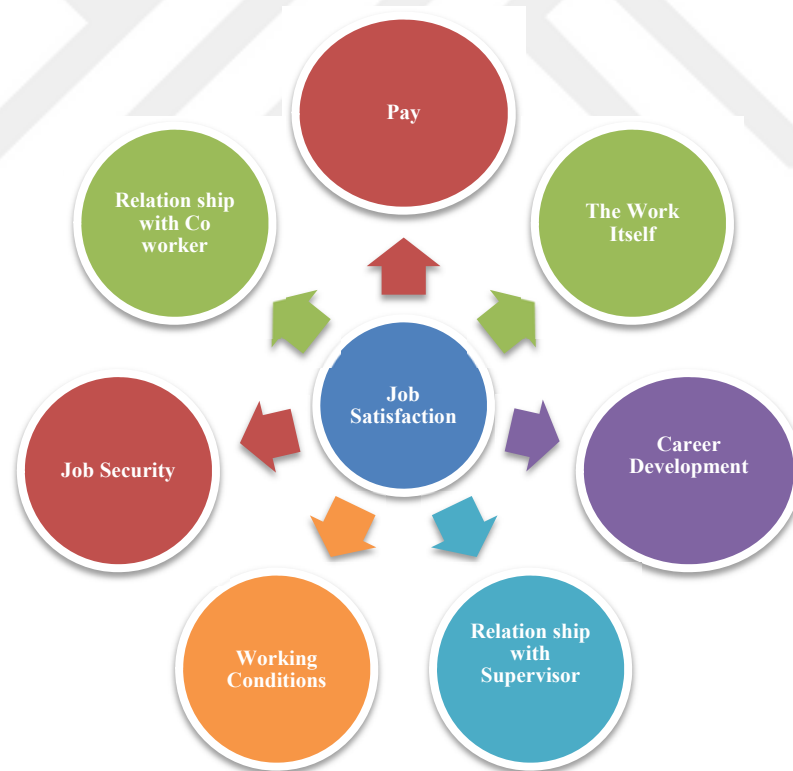 Pay
The Work
Itself
Career
Development
Relation ship
with
Supervisor
Working
Conditions
Job Security
Relation ship
with Co
worker
Job
Satisfaction